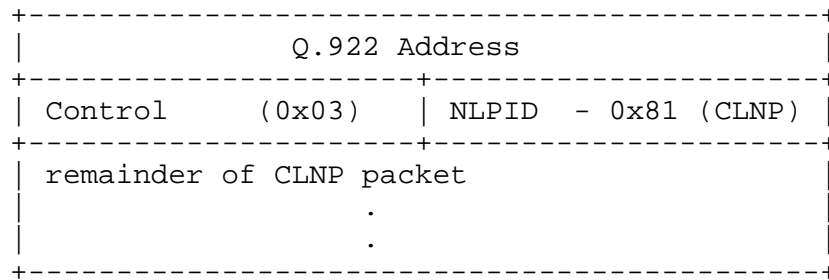 +-----------------------------------------------+
|                 Q.922 Address                 |
+-----------------------+-----------------------+
| Control      (0x03)   | NLPID  - 0x81 (CLNP)  |
+-----------------------+-----------------------+
| remainder of CLNP packet                      |
|                     .                         |
|                     .                         |
+-----------------------------------------------+